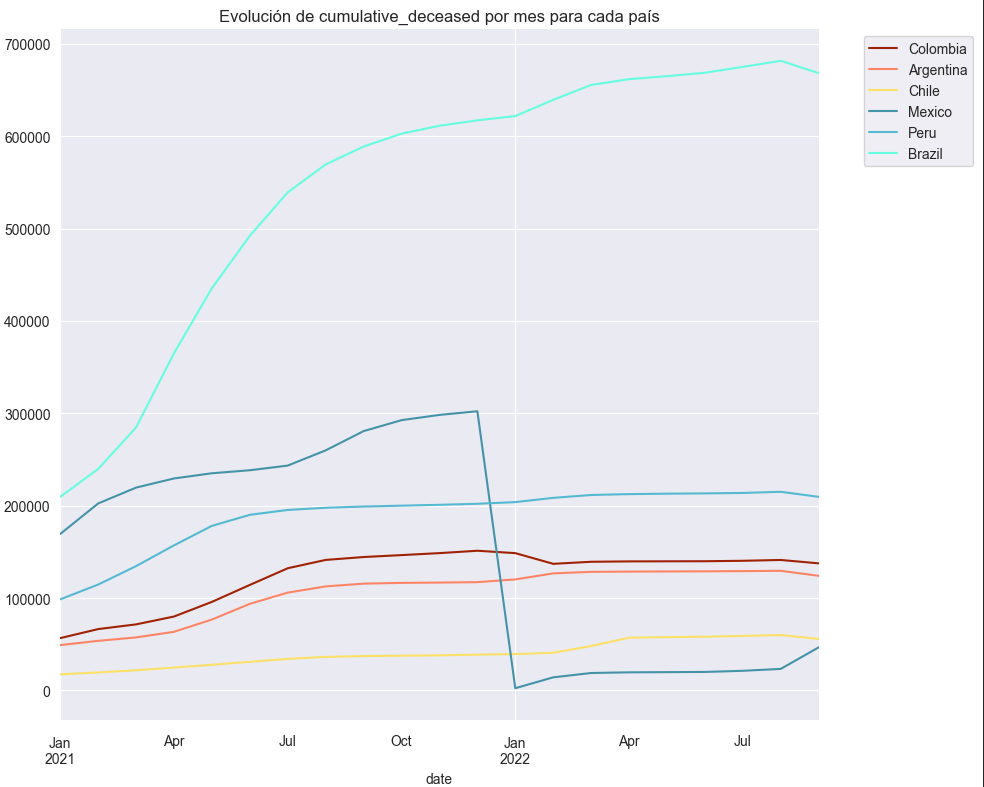 Evolución de cumulative_deceased por mes para cada país
700000
600000
500000
400000
300000
200000
100000
0
Jan
2021
Apr
Jul
Oct
Jan
2022
Apr
Jul
date
Colombia
Argentina
Chile
Mexico
Peru
Brazil